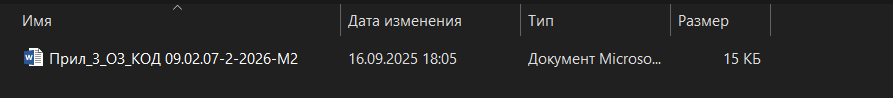 Имя Дата изменения Тип Размер
Прил_3_ОЗ_КОД 09.02.07-2-2026-М2 16.09.2025 18:05 Документ Microso... 15 КБ